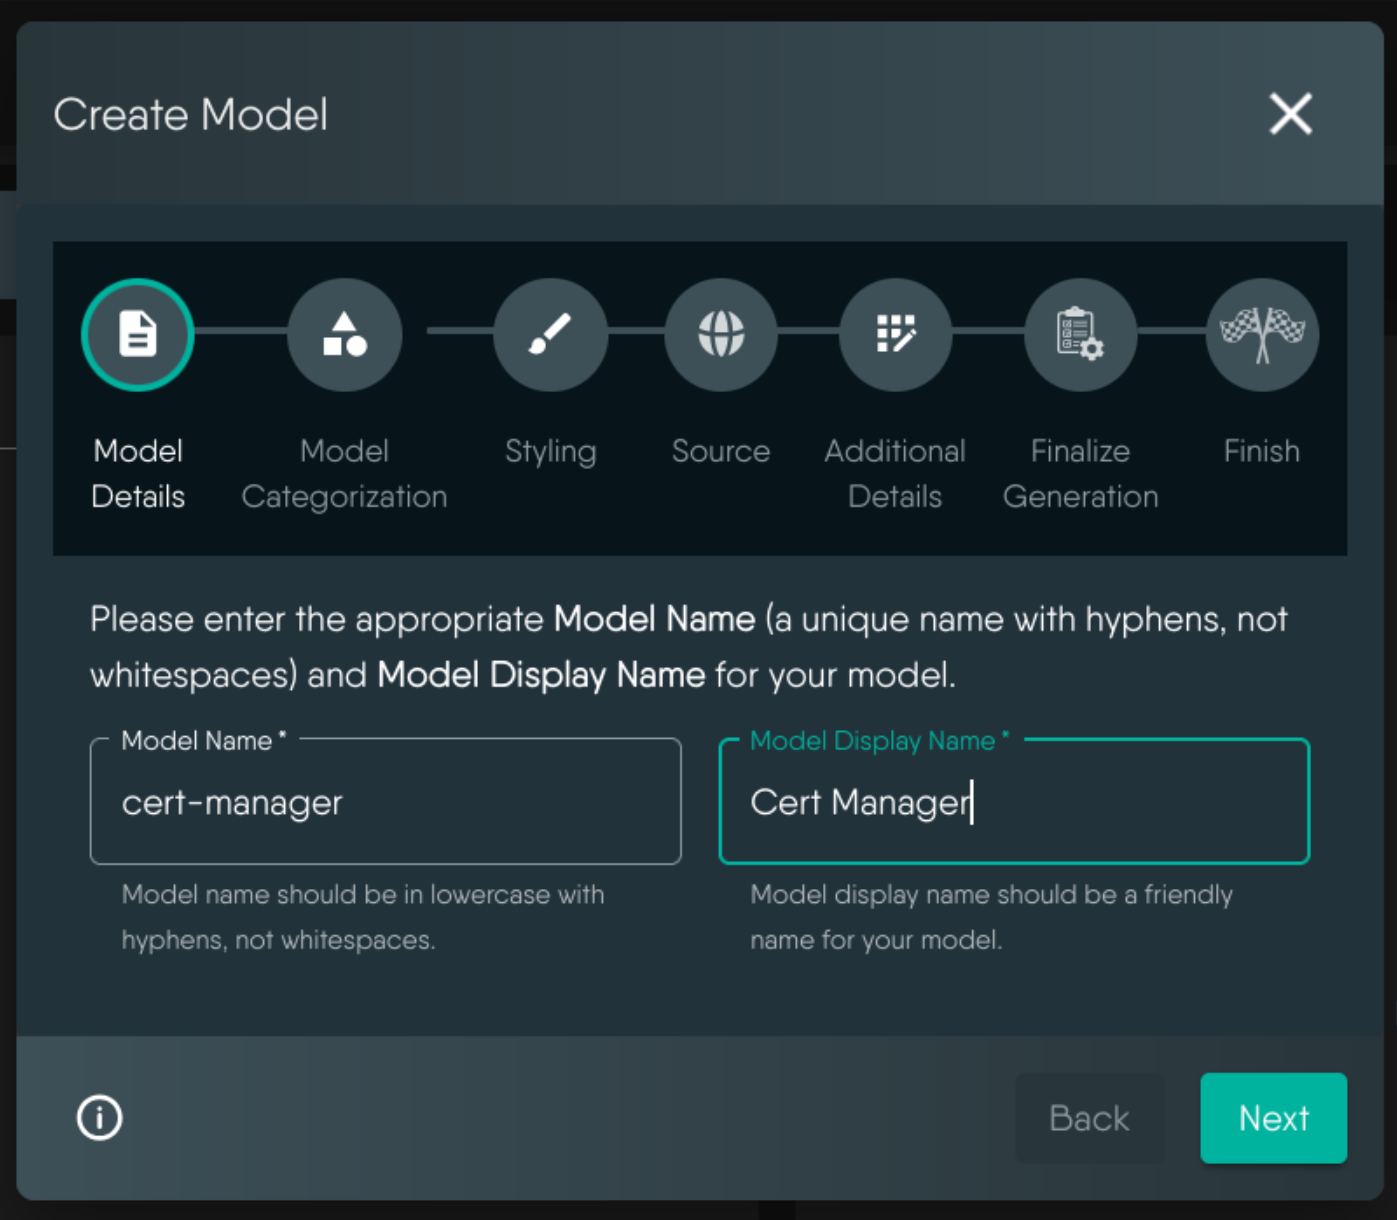 Create Model
Model
Details
Model
Categorization
Styling
Source
Additional
Details
Finalize
Generation
Finish
Please enter the appropriate Model Name (a unique name with hyphens, not
whitespaces) and Model Display Name for your model.
Model Name *
cert-manager
Model name should be in lowercase with
hyphens, not whitespaces.
Model Display Name *
Cert Manager
Model display name should be a friendly
name for your model.
Back
Next